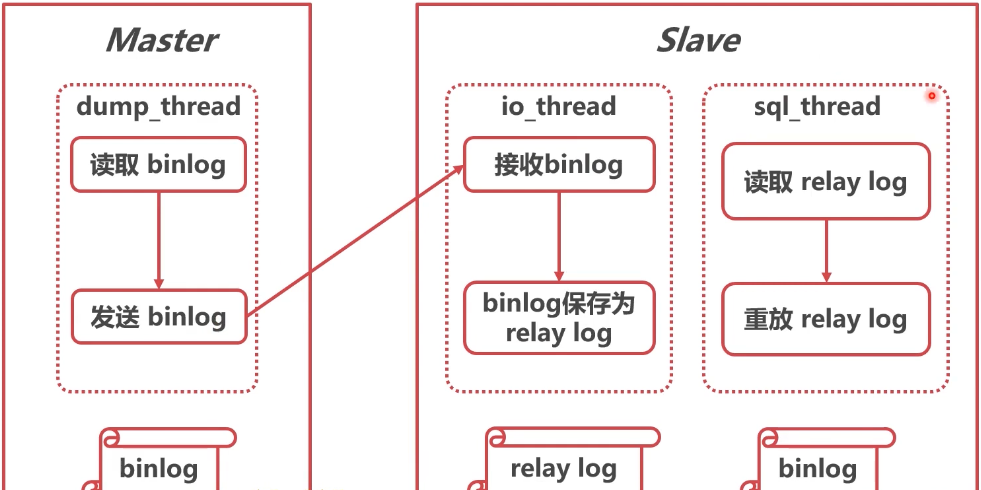 Master
dump_thread
读取 binlog
发送 binlog
binlog
Slave
io_thread
接收binlog
binlog保存为
relay log
relay log
sql_thread
读取 relay log
重放 relay log
binlog